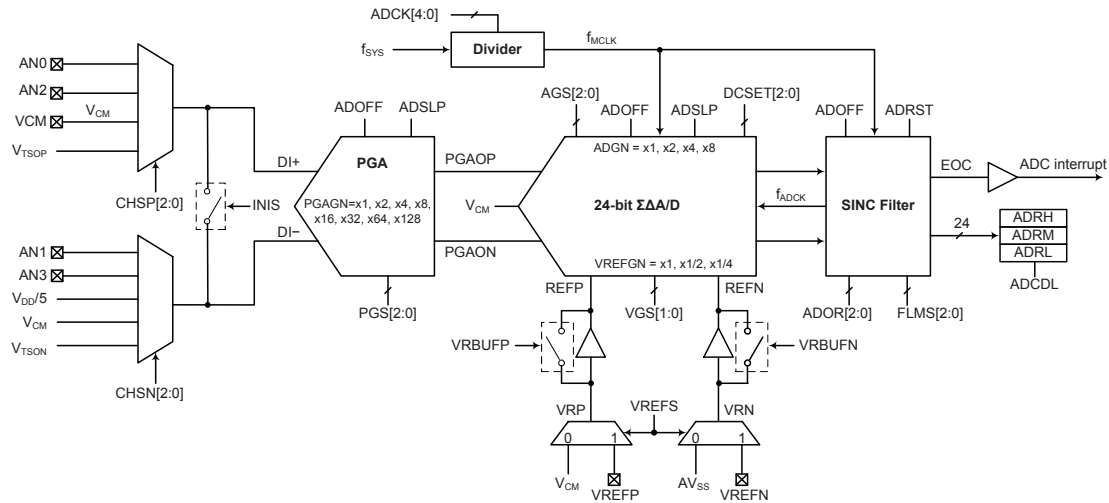 ADCK[4:0]
fSYS
Divider
fMCLK
AN0
AN2
VCM
VCM
VTSOP
CHSP[2:0]
INIS
AN1
AN3
VDD/5
VCM
VTSON
CHSN[2:0]
DI+
DI−
ADOFF
ADSLP
PGA
PGAGN=x1, x2, x4, x8,
x16, x32, x64, x128
PGS[2:0]
PGAOP
VCM
PGAON
AGS[2:0]
ADOFF
ADSLP
DCSET[2:0]
ADGN = x1, x2, x4, x8
24-bit ΣΔA/D
VREFGN = x1, x1/2, x1/4
REFP
VGS[1:0]
REFN
fADCK
ADOFF
ADRST
SINC Filter
ADOR[2:0]
FLMS[2:0]
EOC
ADC interrupt
24
ADRH
ADRM
ADRL
ADCDL
VRBUFP
VRBUFN
VRP
VREFS
VRN
0 1
0 1
VCM
VREFP
AVSS
VREFN